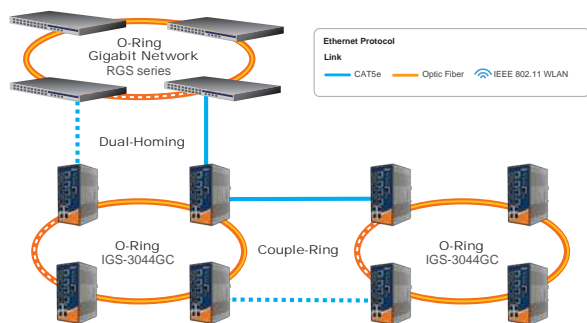 O-Ring
Gigabit Network
RGS series
Ethernet Protocol
Link
CAT5e
Optic Fiber
IEEE 802.11 WLAN
Dual-Homing
O-Ring
IGS-3044GC
Couple-Ring
O-Ring
IGS-3044GC